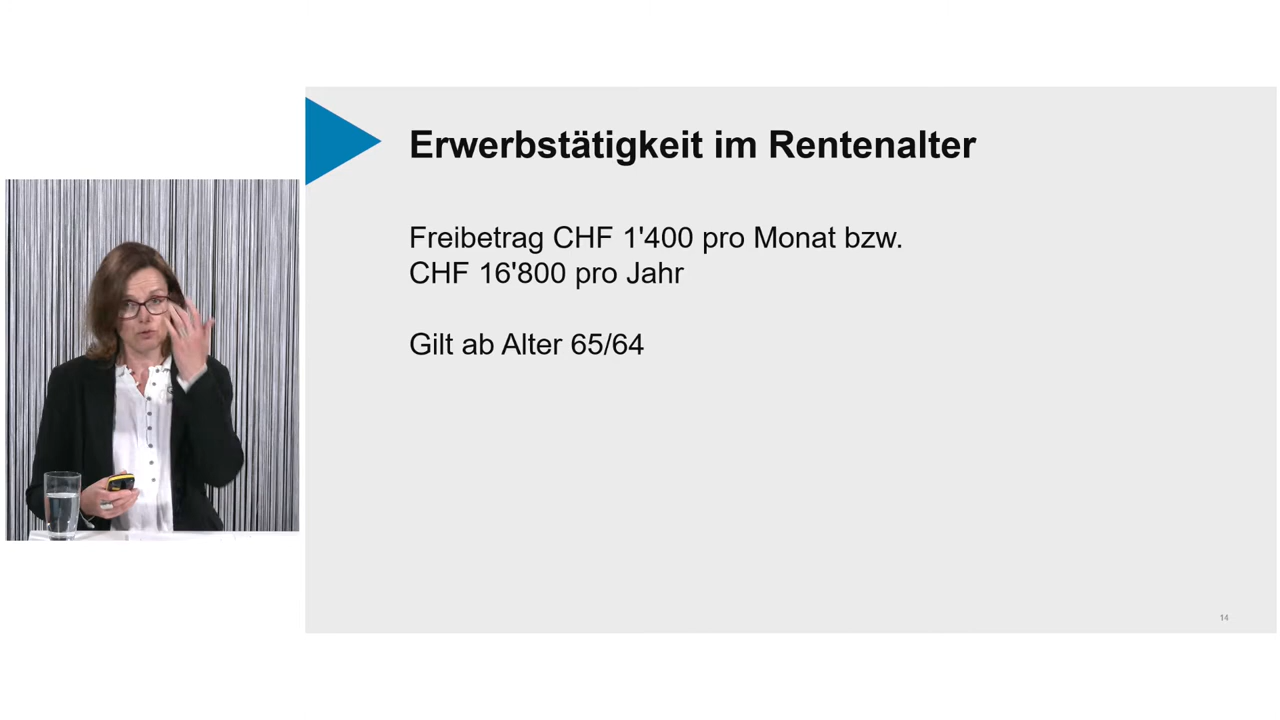 Erwerbstätigkeit im Rentenalter
Freibetrag CHF 1'400 pro Monat bzw.
CHF 16'800 pro Jahr
Gilt ab Alter 65/64
14